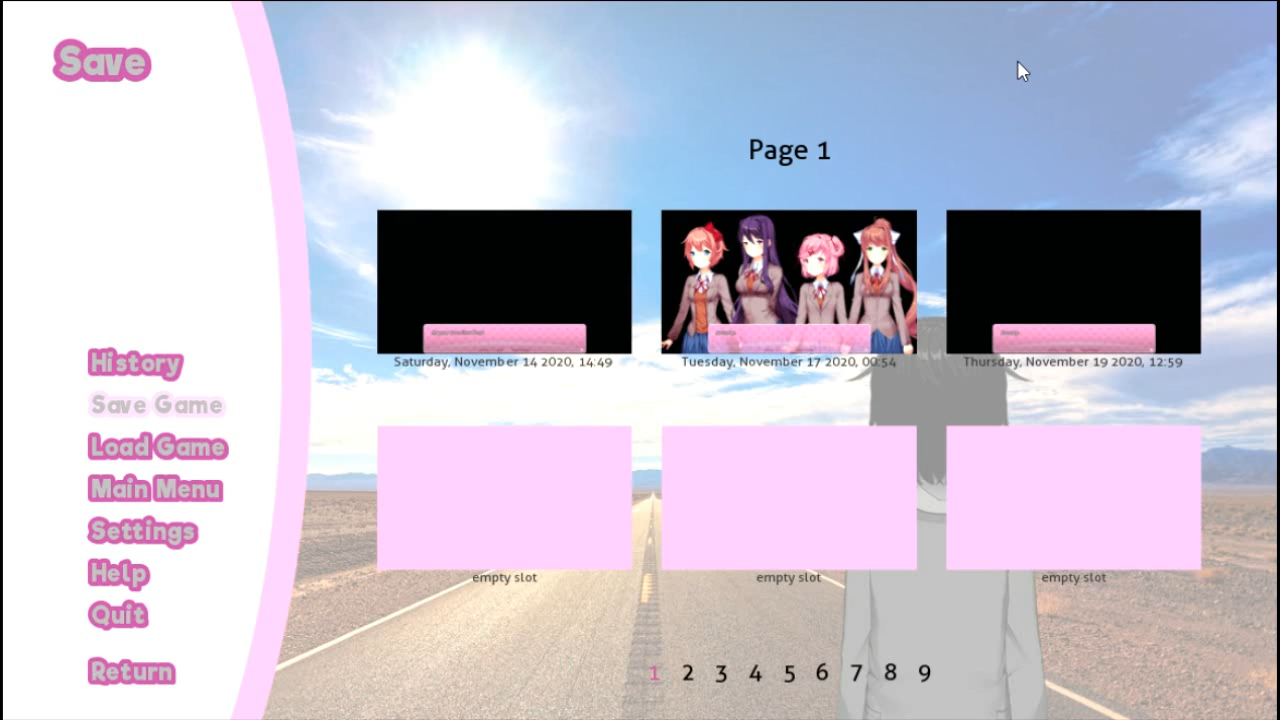 Save
Page 1
Saturday, November 14 2020, 14:49
Tuesday, November 17 2020, 00:54
Thursday, November 19 2020, 12:59
History
Save Game
Load Game
Main Menu
Settings
Help
Quit
Return
empty slot
empty slot
empty slot
1 2 3 4 5 6 7 8 9